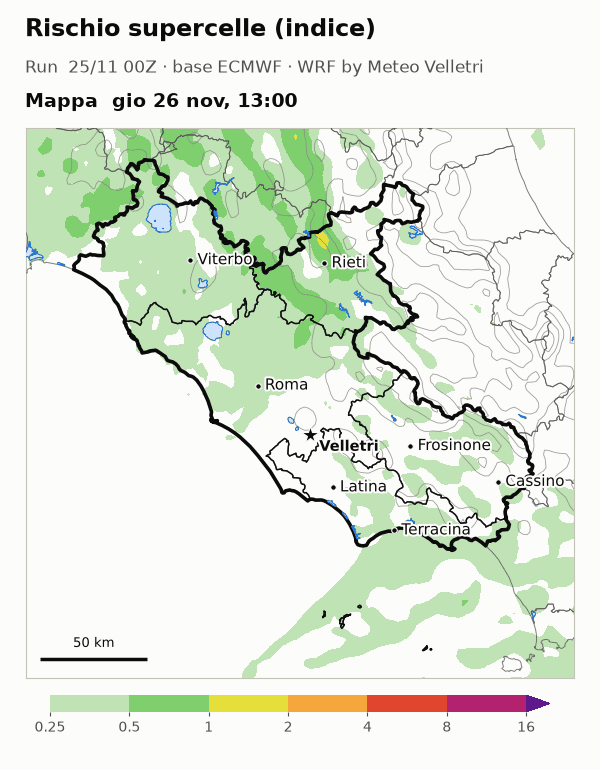 Rischio supercelle (indice)
Run  25/11 00Z · base ECMWF · WRF by Meteo Velletri
Mappa  gio 26 nov, 13:00
Viterbo
Rieti
Roma
Velletri
Frosinone
Latina
Cassino
Terracina
50 km
0.25 0.5 1 2 4 8 16